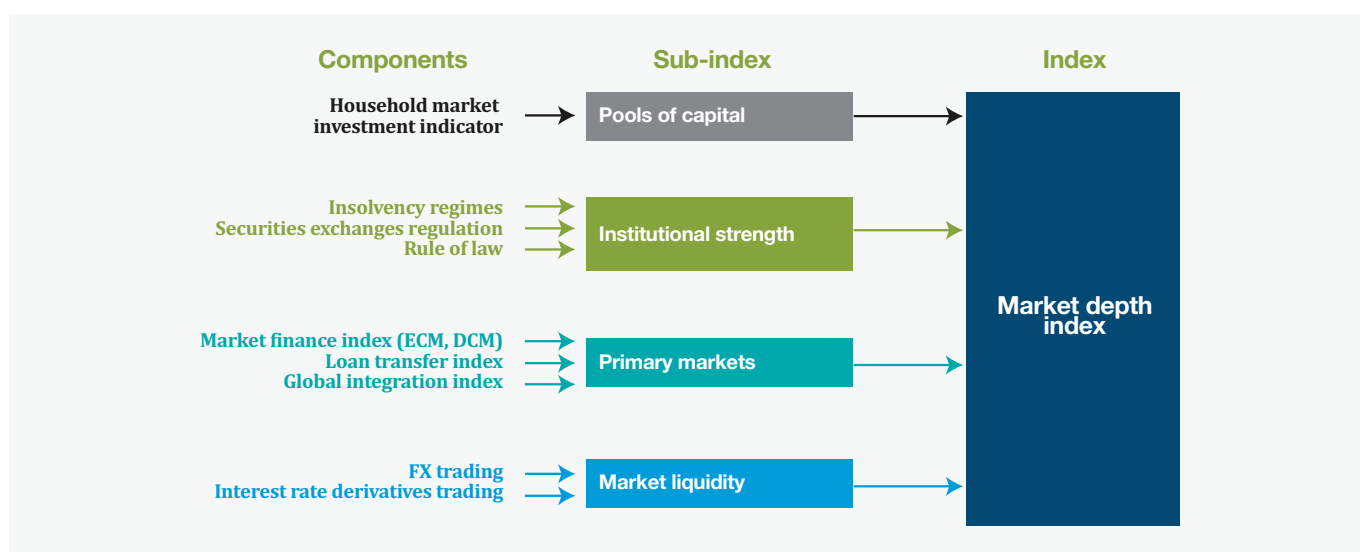 Components
Sub-index
Index
Household market
investment indicator
Pools of capital
Insolvency regimes
Securities exchanges regulation
Rule of law
Institutional strength
Market finance index (ECM, DCM)
Loan transfer index
Global integration index
Primary markets
FX trading
Interest rate derivatives trading
Market liquidity
Market depth
index